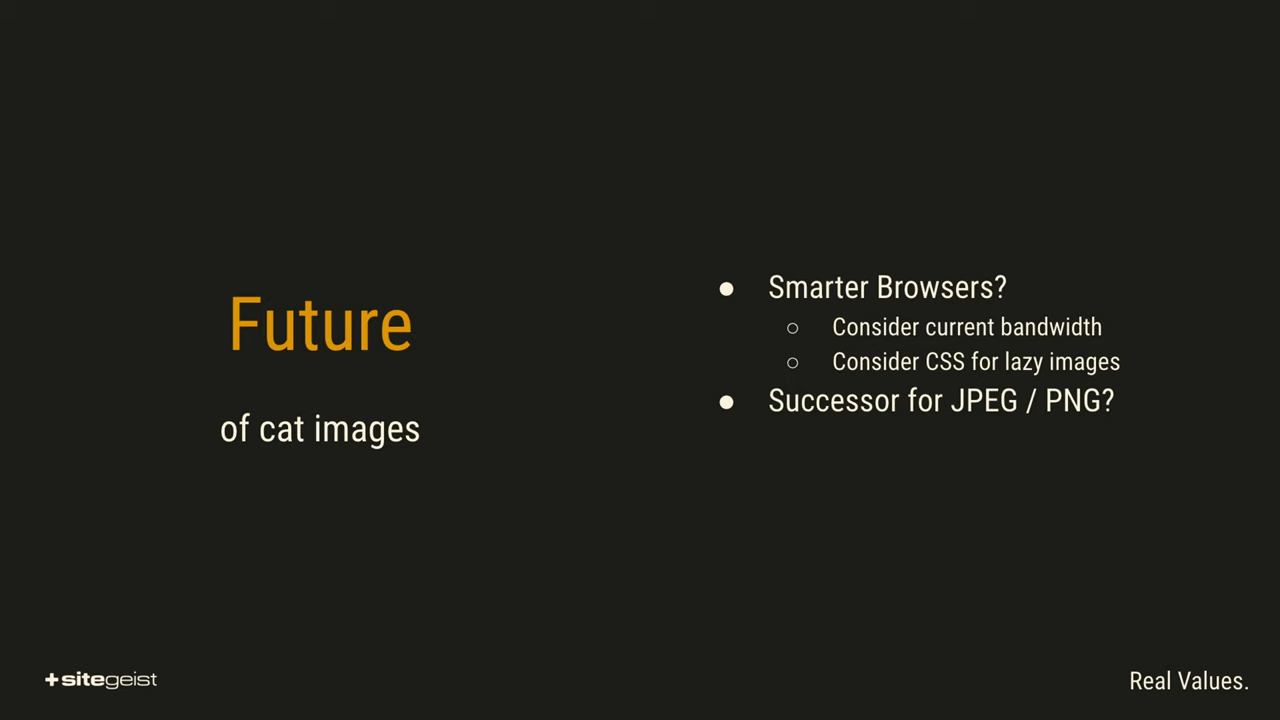 Future
of cat images
● Smarter Browsers?
○ Consider current bandwidth
○ Consider CSS for lazy images
● Successor for JPEG / PNG?
+sitegeist
Real Values.